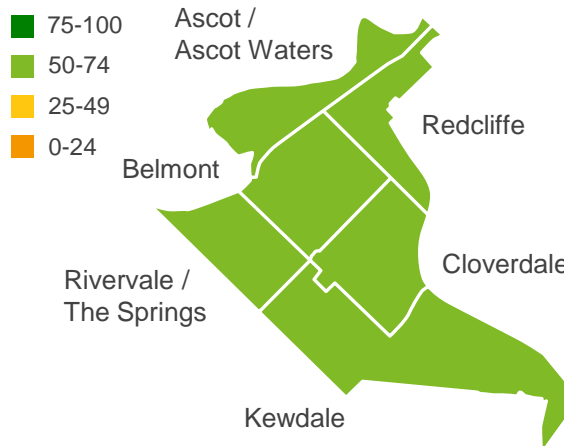 75-100
50-74
25-49
0-24
Ascot /
Ascot Waters
Redcliffe
Belmont
Cloverdale
Rivervale /
The Springs
Kewdale